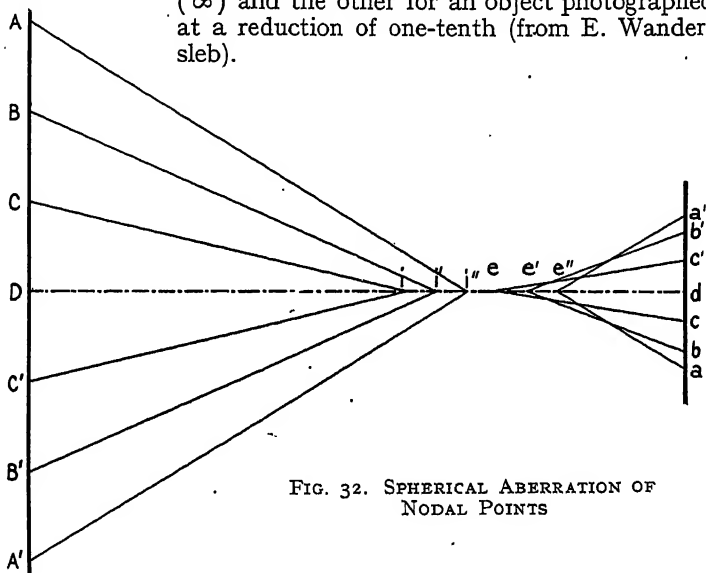 (∞) and the other for an object photographed
at a reduction of one-tenth (from E. Wander
sleb).
A
B
C
D
C'
B'
A'
i i' i'' e e' e''
a'
b'
c'
d
c
b
a
FIG. 32. SPHERICAL ABERRATION OF
NODAL POINTS